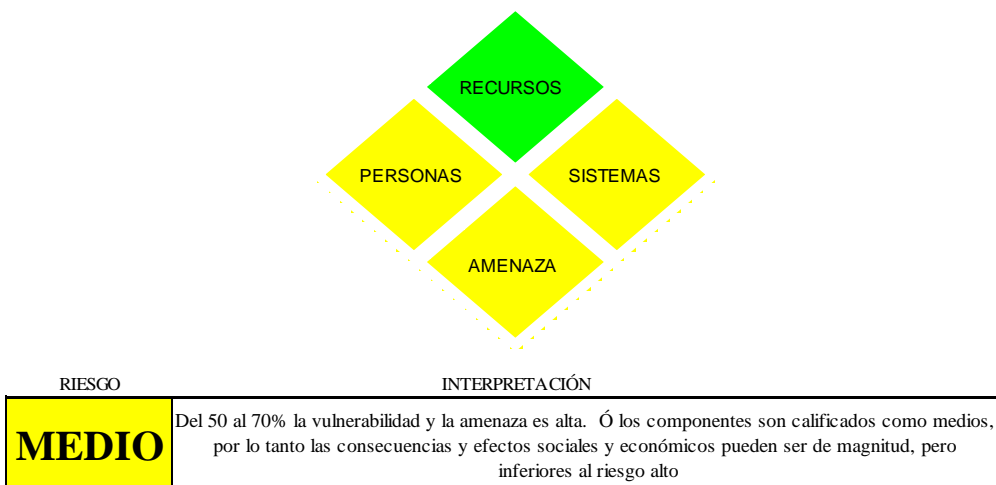 RECURSOS
PERSONAS
SISTEMAS
AMENAZA
RIESGO
INTERPRETACIÓN
MEDIO
Del 50 al 70% la vulnerabilidad y la amenaza es alta. Ó los componentes son calificados como medios,
por lo tanto las consecuencias y efectos sociales y económicos pueden ser de magnitud, pero
inferiores al riesgo alto